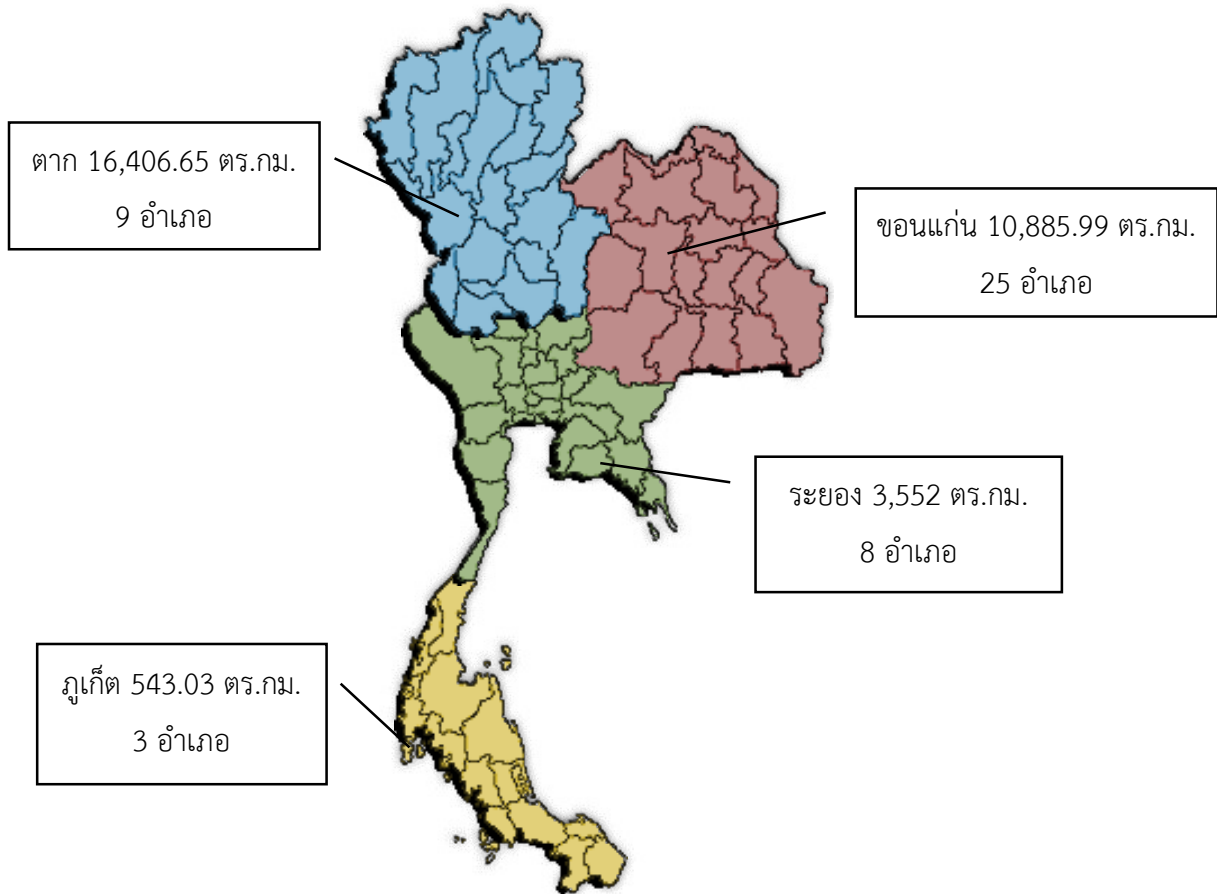 ตาก 16,406.65 ตร.กม.
9 อำเภอ
ขอนแก่น 10,885.99 ตร.กม.
25 อำเภอ
ระยอง 3,552 ตร.กม.
8 อำเภอ
ภูเก็ต 543.03 ตร.กม.
3 อำเภอ